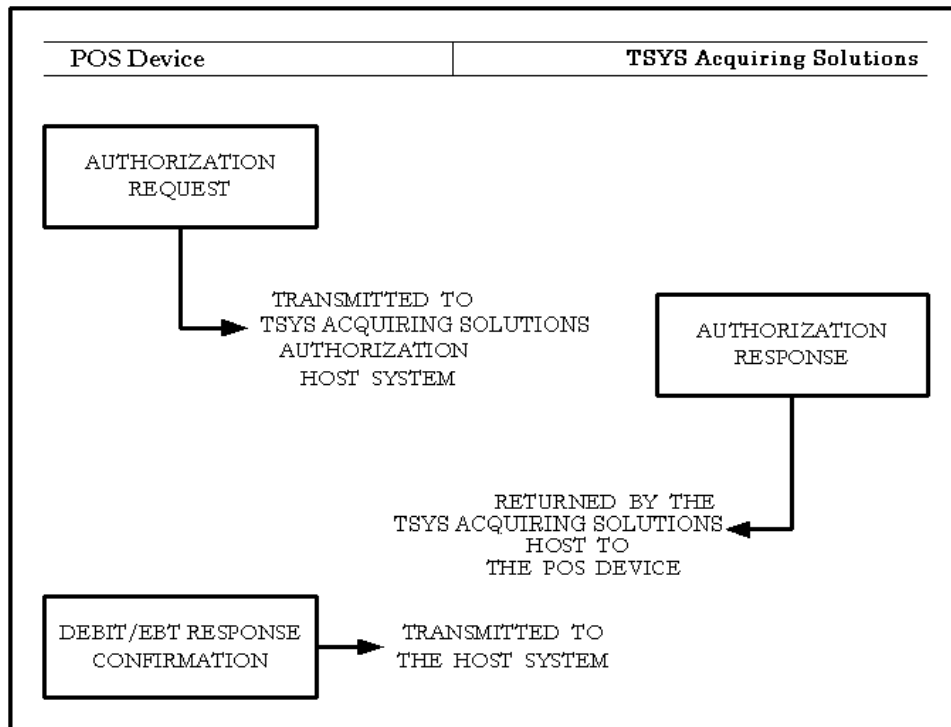 POS Device
TSYS Acquiring Solutions
AUTHORIZATION
REQUEST
TRANSMITTED TO
TSYS ACQUIRING SOLUTIONS
AUTHORIZATION
HOST SYSTEM
AUTHORIZATION
RESPONSE
RETURNED BY THE
TSYS ACQUIRING SOLUTIONS
HOST TO
THE POS DEVICE
DEBIT/EBT RESPONSE
CONFIRMATION
TRANSMITTED TO
THE HOST SYSTEM